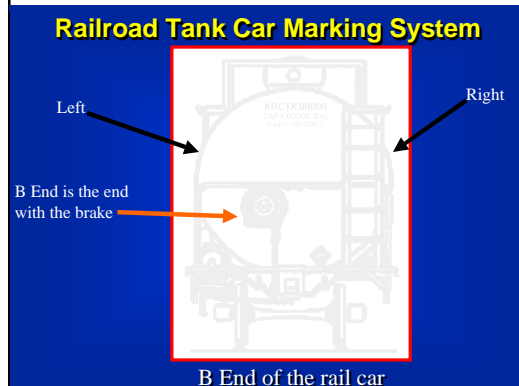 Railroad Tank Car Marking System
ABCTX 00000
Left
Right
B End is the end
with the brake
B End of the rail car